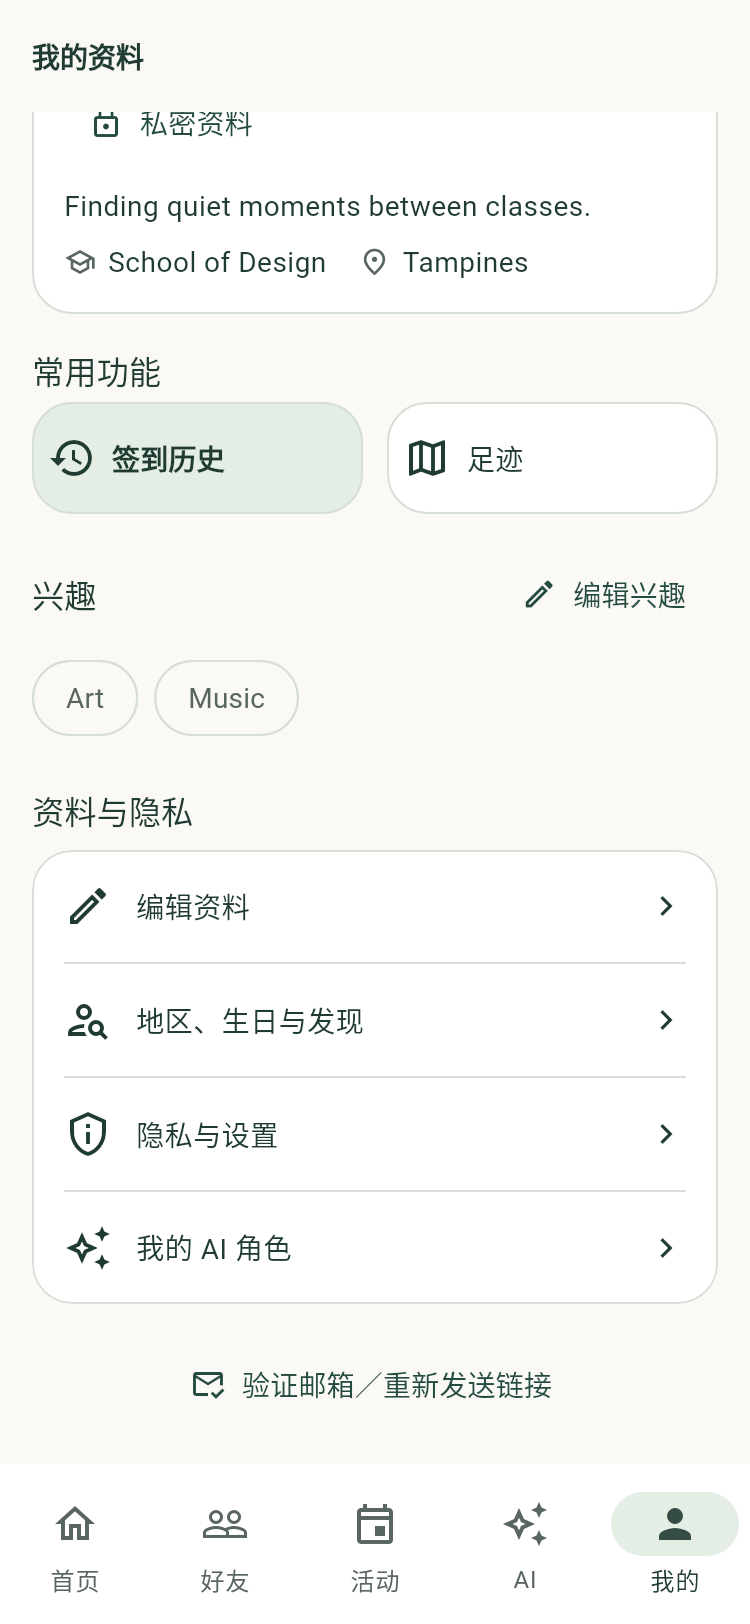 我的资料
私密资料
Finding quiet moments between classes.
School of Design Tampines
常用功能
签到历史 足迹
兴趣 编辑兴趣
Art Music
资料与隐私
编辑资料
地区、生日与发现
隐私与设置
我的 AI 角色
验证邮箱／重新发送链接
首页 好友 活动 AI 我的